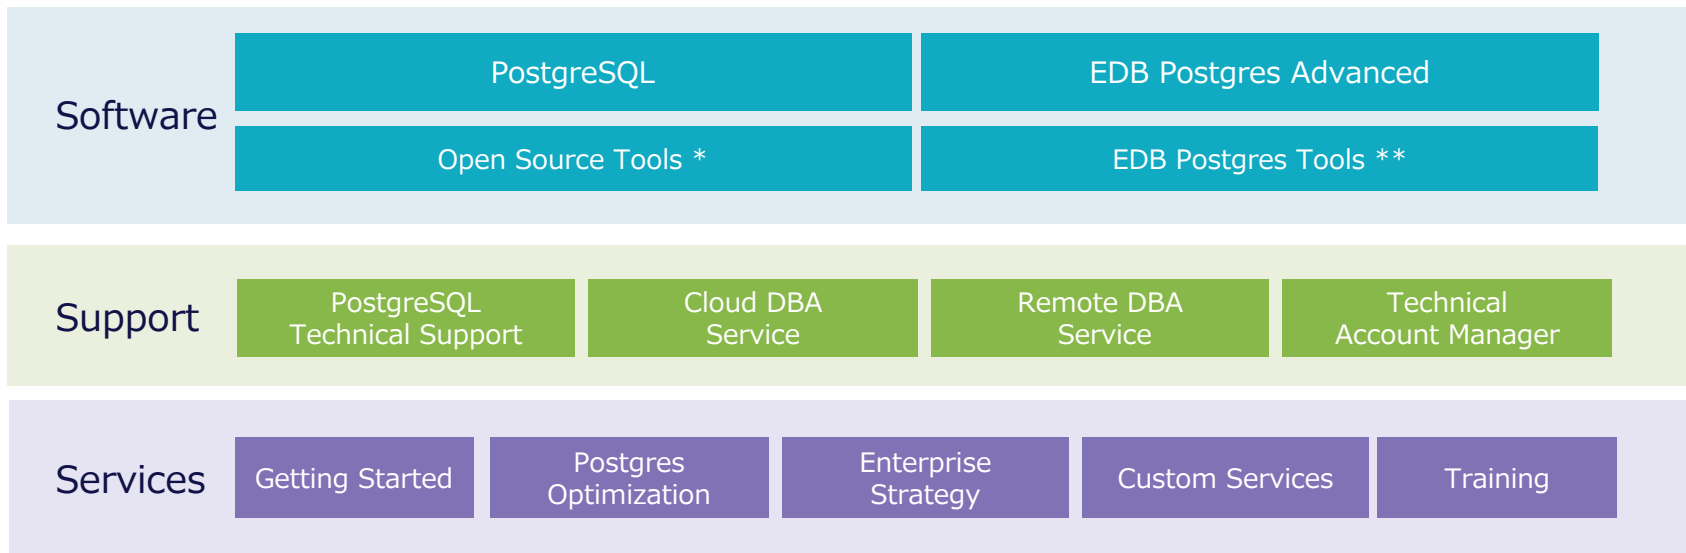 Software
PostgreSQL
EDB Postgres Advanced
Open Source Tools *
EDB Postgres Tools **
Support
PostgreSQL
Technical Support
Cloud DBA
Service
Remote DBA
Service
Technical
Account Manager
Services
Getting Started
Postgres
Optimization
Enterprise
Strategy
Custom Services
Training